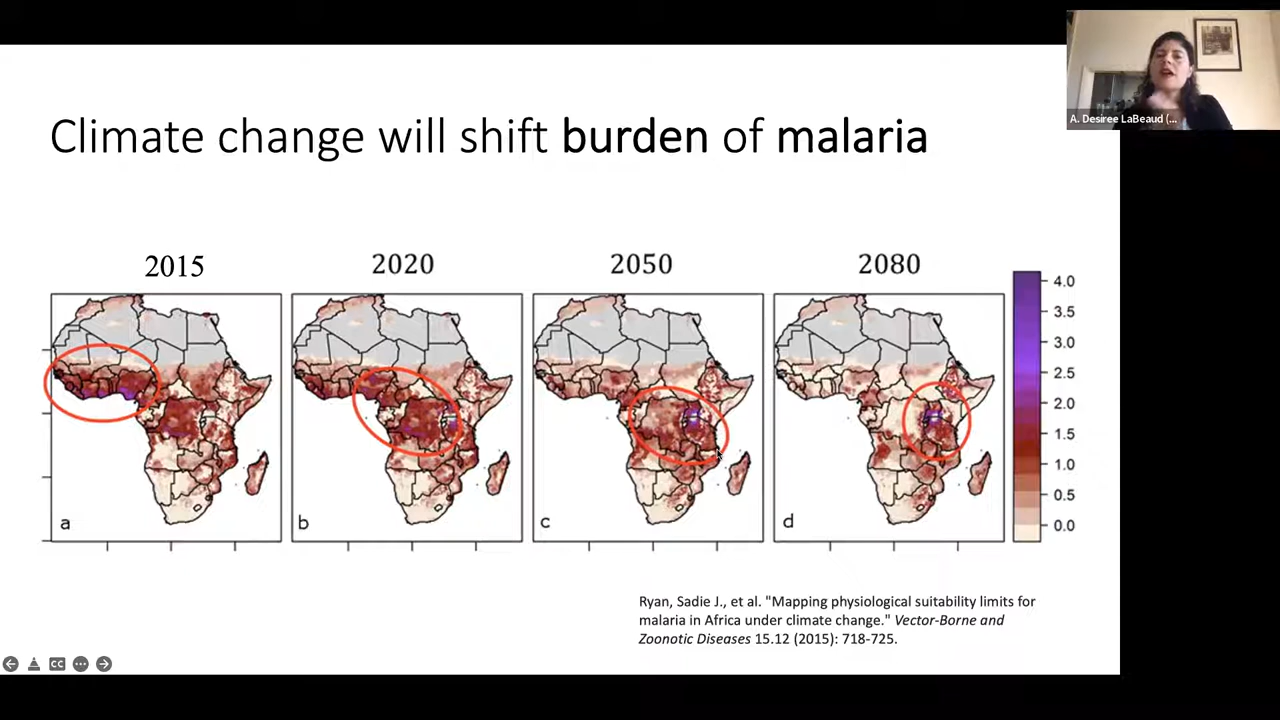 A. Desiree LaBeaud (...
Climate change will shift burden of malaria
2015
2020
2050
2080
4.0
3.5
3.0
2.5
2.0
1.5
1.0
0.5
0.0
a
b
c
d
Ryan, Sadie J., et al. "Mapping physiological suitability limits for
malaria in Africa under climate change." Vector-Borne and
Zoonotic Diseases 15.12 (2015): 718-725.
CC